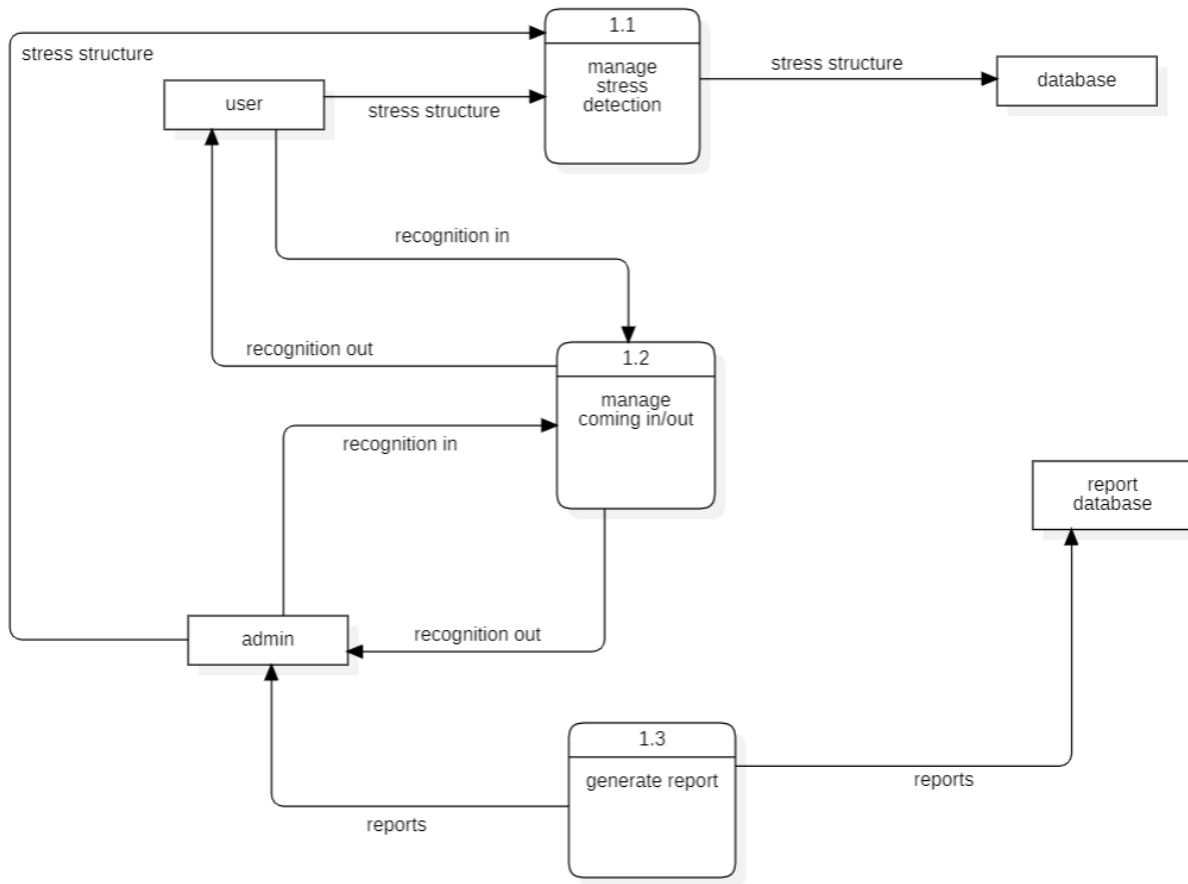 1.1
stress structure
manage
stress
detection
stress structure
database
user
stress structure
recognition in
recognition out
1.2
manage
coming in/out
recognition in
report
database
admin
recognition out
1.3
generate report
reports
reports